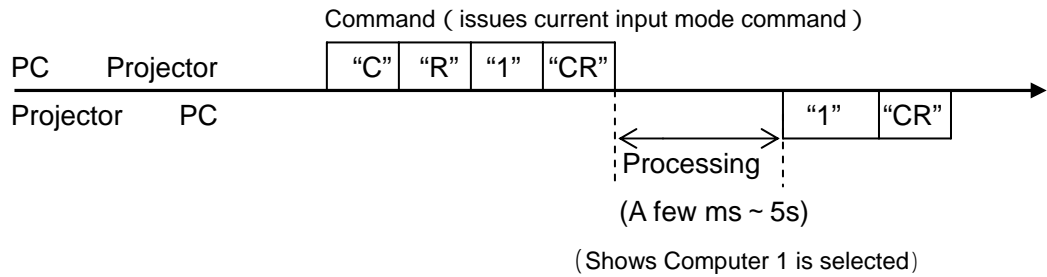 Command（issues current input mode command）
PC Projector “C” “R” “1” “CR”
Projector PC “1” “CR”
Processing
(A few ms ~ 5s)
（Shows Computer 1 is selected）